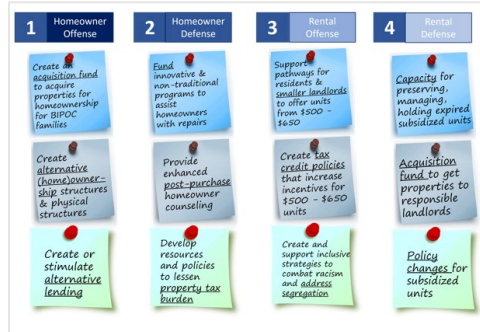 1 Homeowner
Offense
2 Homeowner
Defense
3 Rental
Offense
4 Rental
Defense
Create an
acquisition fund
to acquire
properties for
homeownership
for BIPOC
families
Fund
innovative &
non-traditional
programs to
assist
homeowners
with repairs
Support
pathways for
residents &
smaller landlords
to offer units
from $500 -
$650
Capacity for
preserving,
managing,
holding expired
subsidized units
Create
alternative
(home)owner-
ship structures
& physical
structures
Provide
enhanced
post-purchase
homeowner
counseling
Create tax
credit policies
that increase
incentives for
$500 - $650
units
Acquisition
fund to get
properties to
responsible
landlords
Create or
stimulate
alternative
lending
Develop
resources
and policies
to lessen
property tax
burden
Create and
support inclusive
strategies to
combat racism
and address
segregation
Policy
changes for
subsidized
units